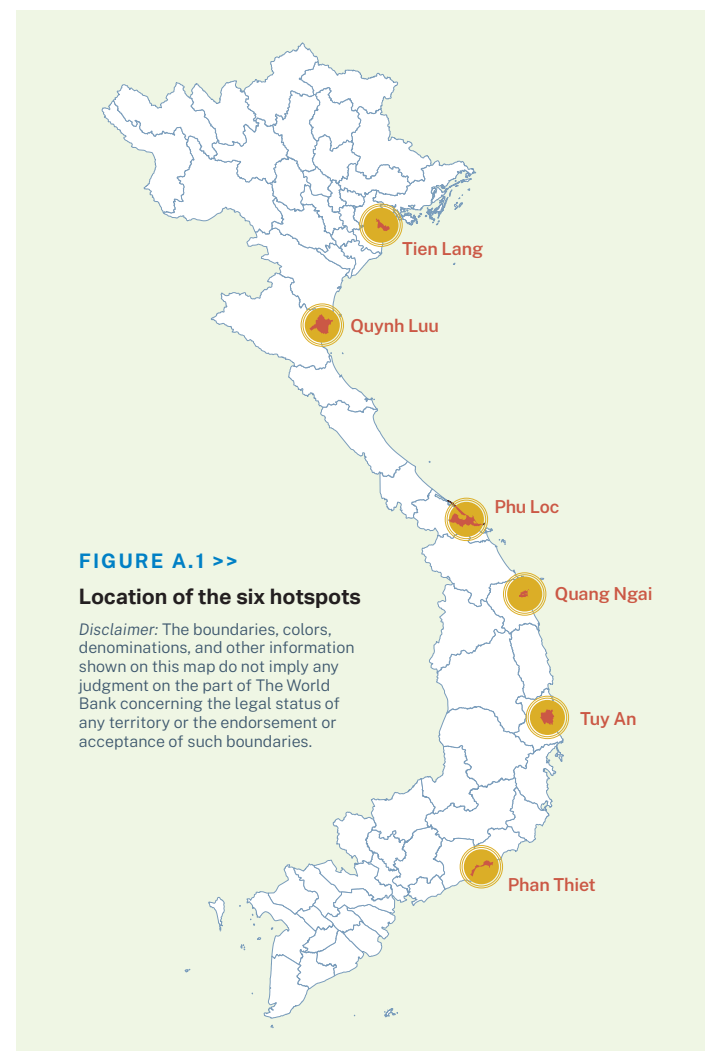 Tien Lang
Quynh Luu
Phu Loc
FIGURE A.1 >>
Location of the six hotspots
Quang Ngai
Disclaimer: The boundaries, colors,
denominations, and other information
shown on this map do not imply any
judgment on the part of The World
Bank concerning the legal status of
any territory or the endorsement or
acceptance of such boundaries.
Tuy An
Phan Thiet